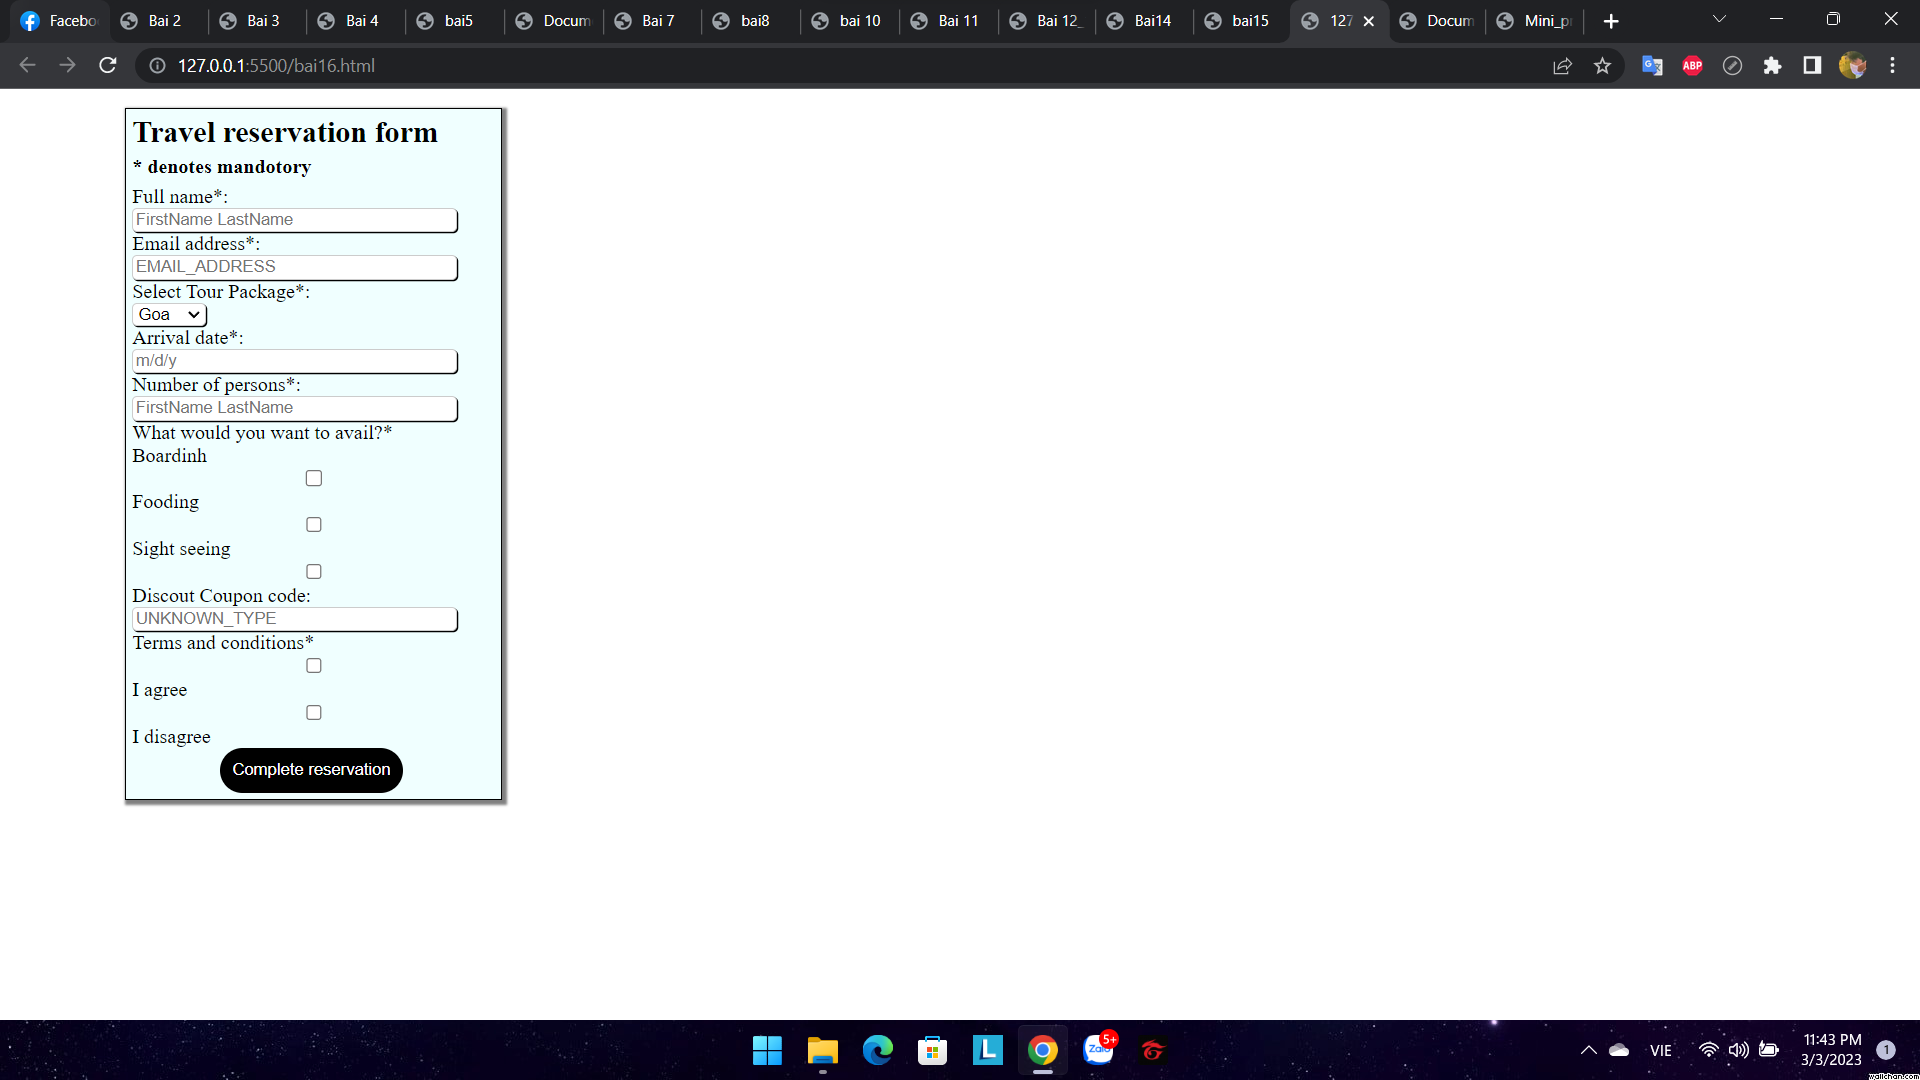 Facebo
Bai 2
Bai 3
Bai 4
bai5
Docum
Bai 7
bai8
bai 10
Bai 11
Bai 12_
Bai14
bai15
127
Docum
Mini_p
127.0.0.1:5500/bai16.html
ABP
Travel reservation form
* denotes mandotory
Full name*:
FirstName LastName
Email address*:
EMAIL_ADDRESS
Select Tour Package*:
Goa
Arrival date*:
m/d/y
Number of persons*:
FirstName LastName
What would you want to avail?*
Boardinh
Fooding
Sight seeing
Discout Coupon code:
UNKNOWN_TYPE
Terms and conditions*
I agree
I disagree
Complete reservation
L
Zalo
5+
VIE
11:43 PM
3/3/2023
1
wallchan.com